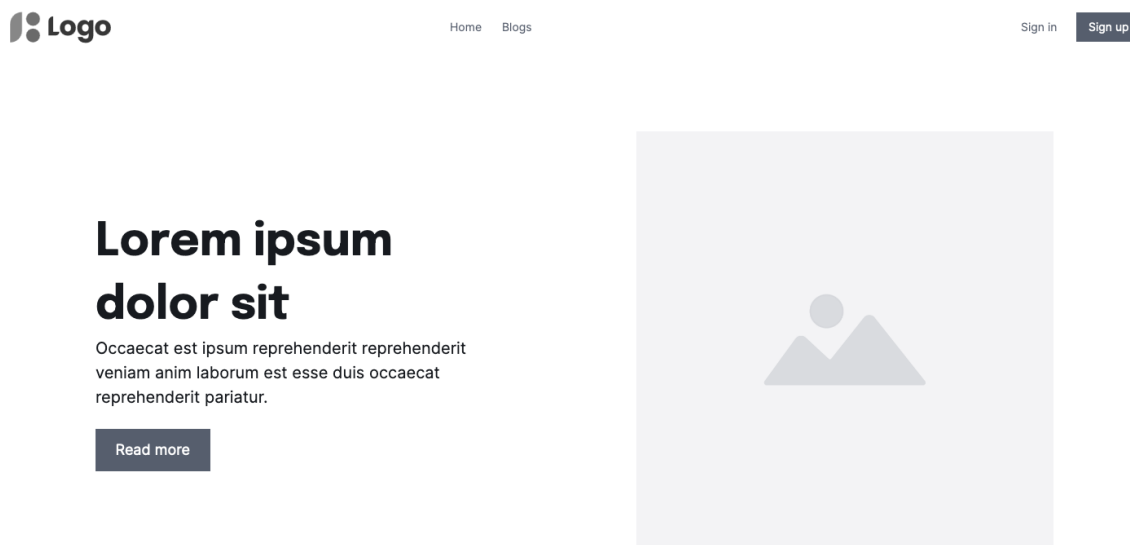 Logo
Home
Blogs
Sign in
Sign up
Lorem ipsum
dolor sit
Occaecat est ipsum reprehenderit reprehenderit
veniam anim laborum est esse duis occaecat
reprehenderit pariatur.
Read more